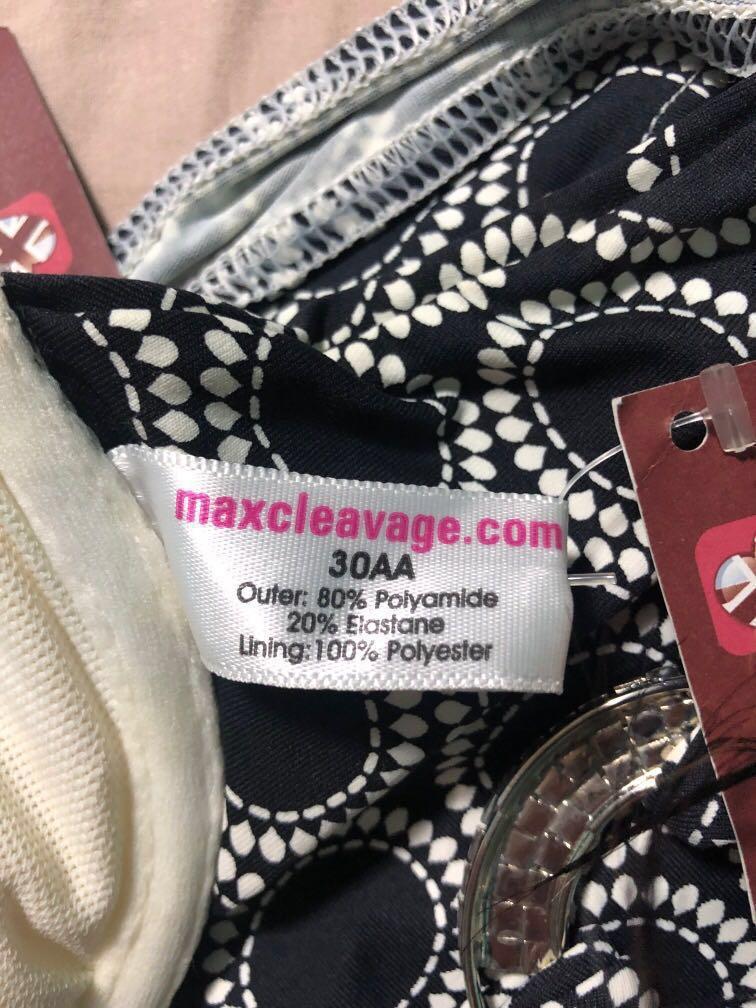 maxcleavage.com
30AA
Outer: 80% Polyamide
20% Elastane
Lining:100% Polyester